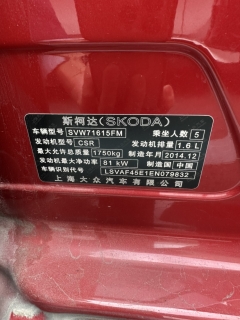 斯柯达(SKODA)
车辆型号 SVW71615FM 乘坐人数 5
发动机型号 CSR 发动机排量 1.6 L
最大允许总质量 1750kg 制造年月 2014.12
发动机额定功率 81 kW 制造国 中国
车辆识别代号 LSVAF45E1EN079832
上海大众汽车有限公司